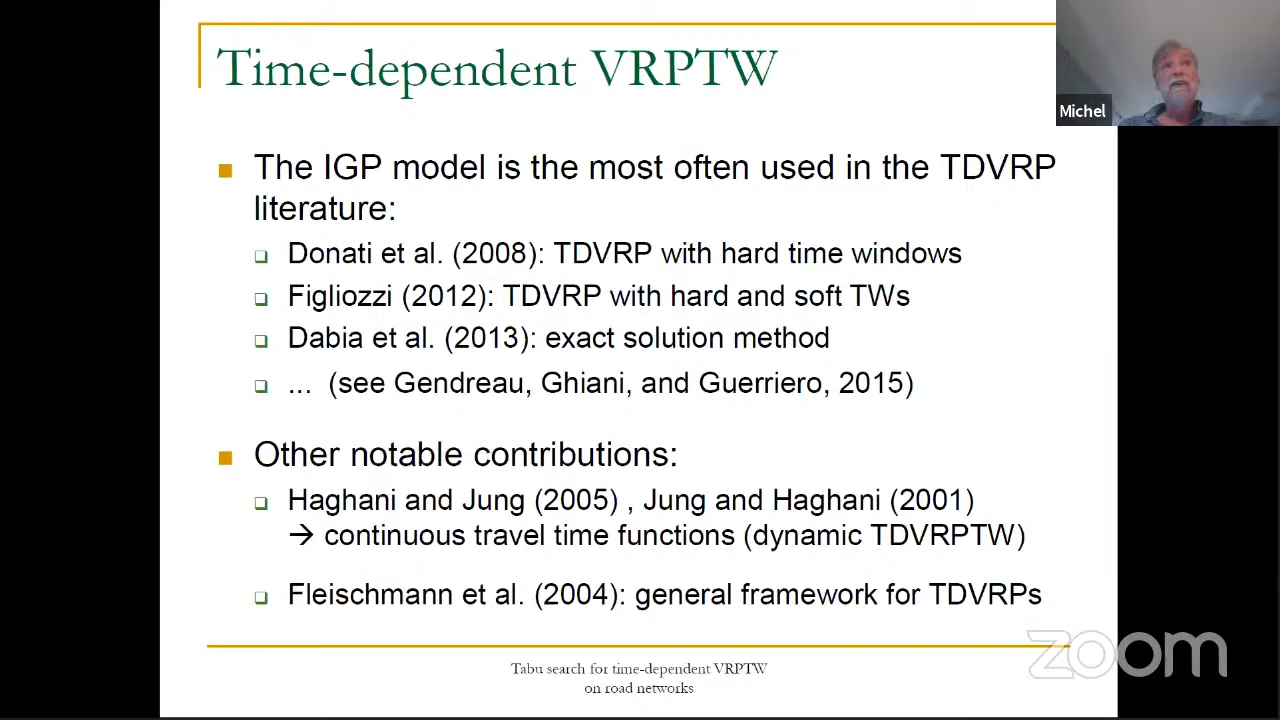 Time-dependent VRPTW
Michel
The IGP model is the most often used in the TDVRP
literature:
Donati et al. (2008): TDVRP with hard time windows
Figliozzi (2012): TDVRP with hard and soft TWs
Dabia et al. (2013): exact solution method
... (see Gendreau, Ghiani, and Guerriero, 2015)
Other notable contributions:
Haghani and Jung (2005) , Jung and Haghani (2001)
→ continuous travel time functions (dynamic TDVRPTW)
Fleischmann et al. (2004): general framework for TDVRPs
zoom
Tabu search for time-dependent VRPTW
on road networks